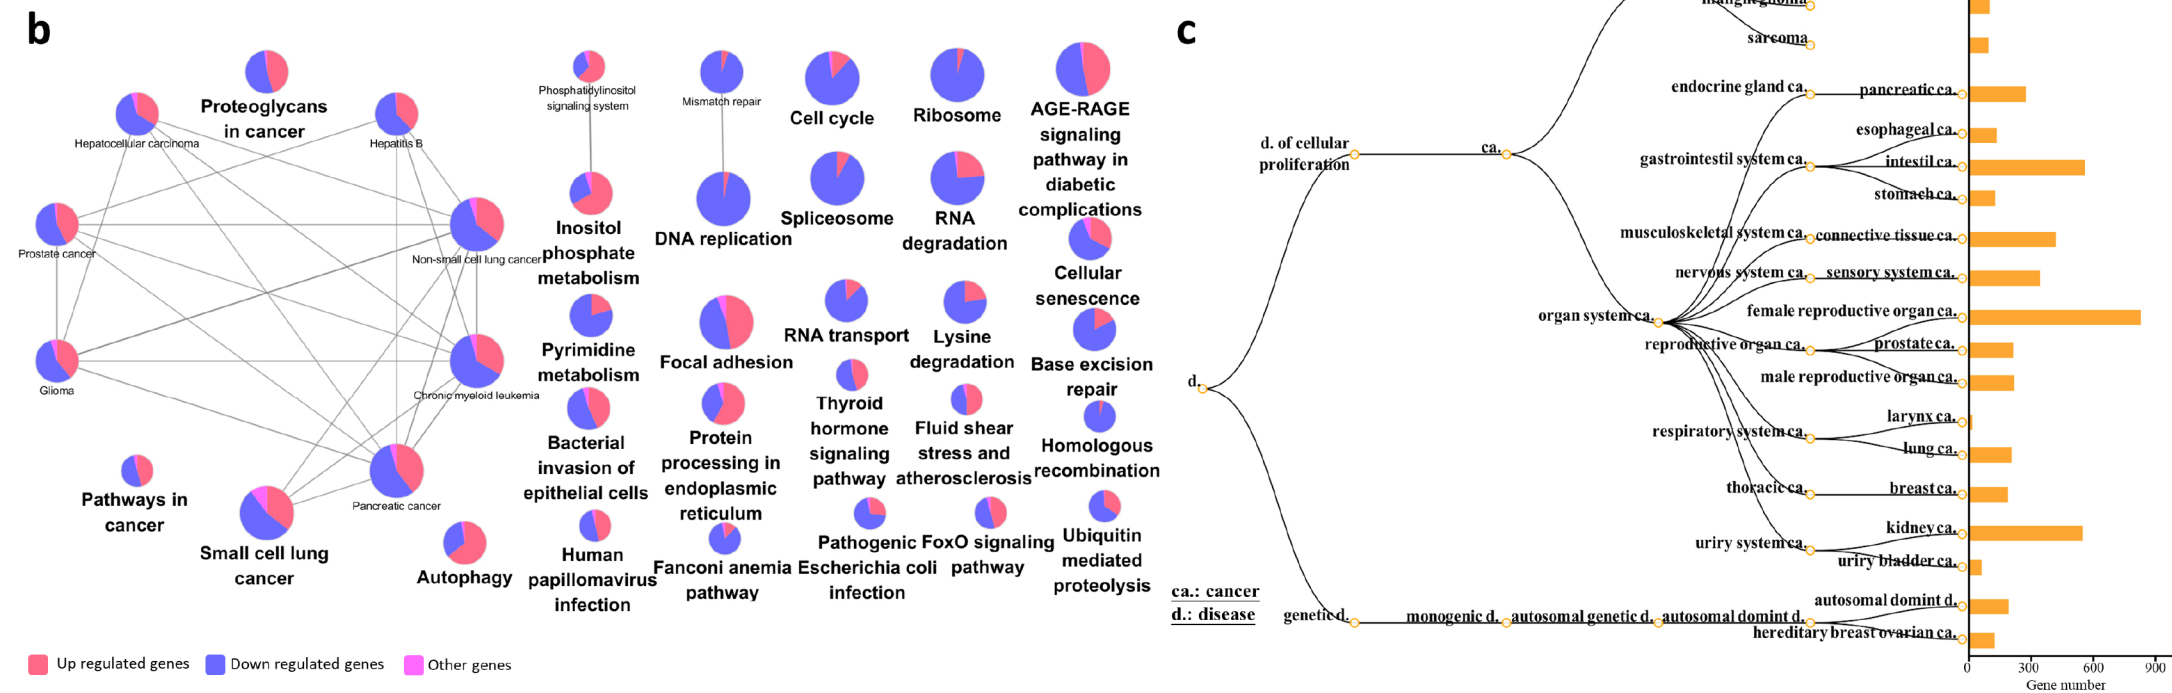 b
Proteoglycans
in cancer
Hepatocellular carcinoma
Hepatitis B
Prostate cancer
Non-small cell lung cancer
Glioma
Chronic myeloid leukemia
Pathways in
cancer
Pancreatic cancer
Small cell lung
cancer
Autophagy
Phosphatidylinositol
signaling system
Inositol
phosphate
metabolism
Pyrimidine
metabolism
Bacterial
invasion of
epithelial cells
Human
papillomavirus
infection
Mismatch repair
DNA replication
Focal adhesion
Protein
processing in
endoplasmic
reticulum
Fanconi anemia
pathway
Cell cycle
Spliceosome
RNA transport
Thyroid
hormone
signaling
pathway
Pathogenic
Escherichia coli
infection
Ribosome
RNA
degradation
Lysine
degradation
Fluid shear
stress and
atherosclerosis
FoxO signaling
pathway
AGE-RAGE
signaling
pathway in
diabetic
complications
Cellular
senescence
Base excision
repair
Homologous
recombination
Ubiquitin
mediated
proteolysis
Up regulated genes
Down regulated genes
Other genes
c
sarcoma
endocrine gland ca.
pancreatic ca.
esophageal ca.
gastrointestil system ca.
intestil ca.
stomach ca.
d. of cellular
proliferation
ca.
musculoskeletal system ca.
connective tissue ca.
nervous system ca.
sensory system ca.
organ system ca.
female reproductive organ ca.
reproductive organ ca.
prostate ca.
male reproductive organ ca.
d.
larynx ca.
respiratory system ca.
lung ca.
thoracic ca.
breast ca.
kidney ca.
uriry system ca.
uriry bladder ca.
ca.: cancer
d.: disease
genetic d.
monogenic d.
autosomal genetic d.
autosomal domint d.
autosomal domint d.
hereditary breast ovarian ca.
0 300 600 900
Gene number